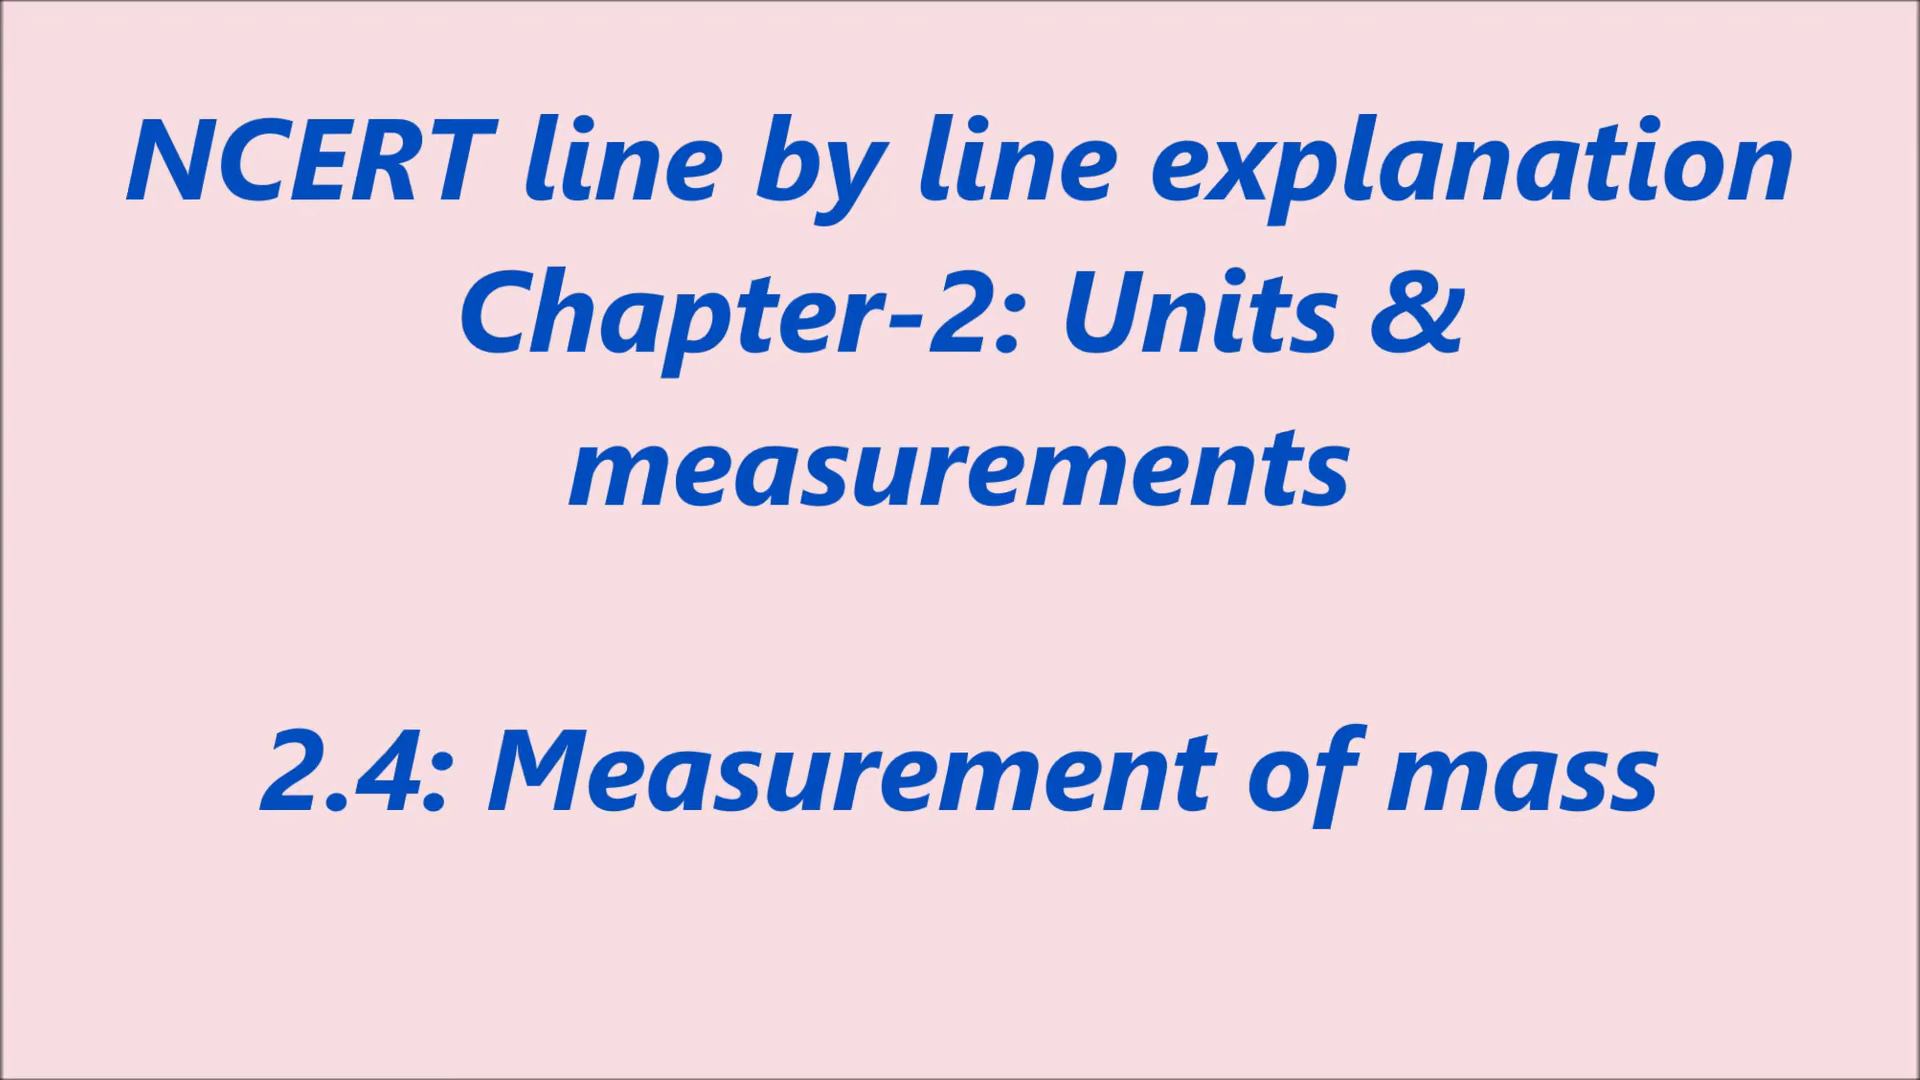 NCERT line by line explanation
Chapter-2: Units &
measurements
2.4: Measurement of mass